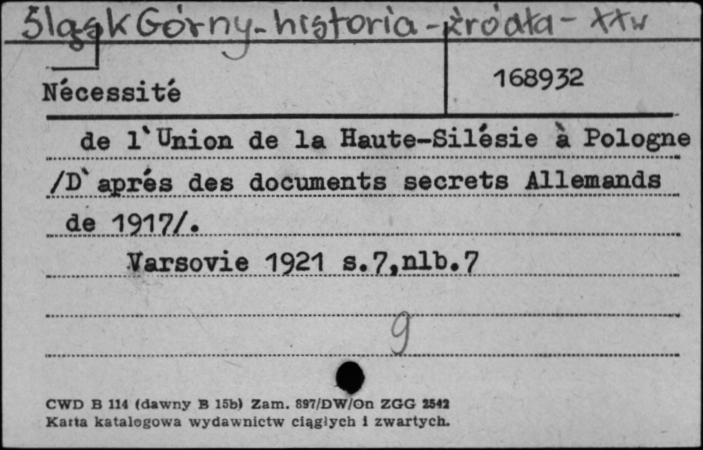 Śląsk Górny - historia - źródła - XXw
168932
Nécessité
de l`Union de la Haute-Silésie à Pologne
/D`aprés des documents secrets Allemands
de 1917/.
Varsovie 1921 s.7,nlb.7
g
CWD B 114 (dawny B 15b) Zam. 897/DW/On ZGG 2542
Karta katalogowa wydawnictw ciągłych i zwartych.